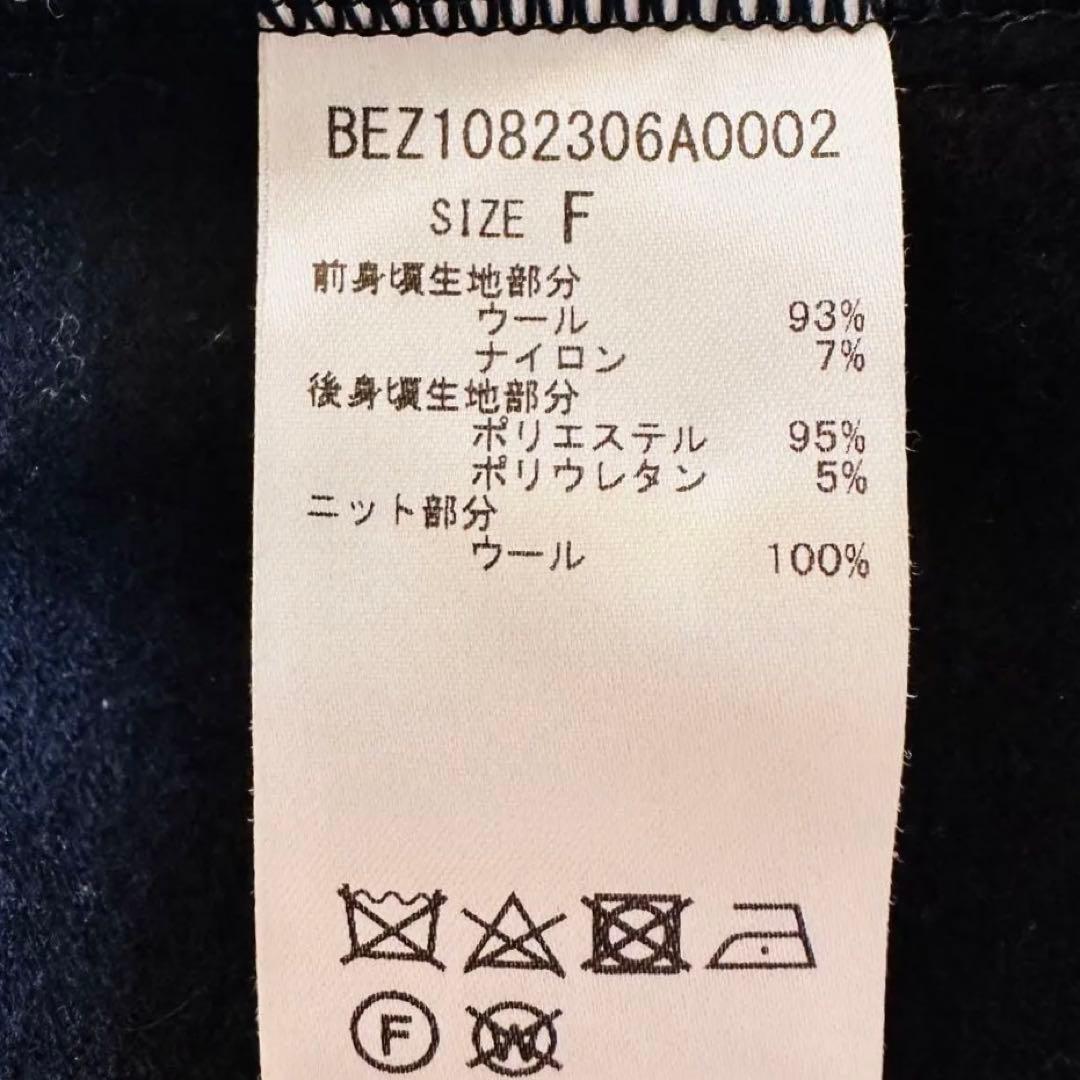 BEZ1082306A0002
SIZE F
前身頃生地部分
ウール 93%
ナイロン 7%
後身頃生地部分
ポリエステル 95%
ポリウレタン 5%
ニット部分
ウール 100%
F W